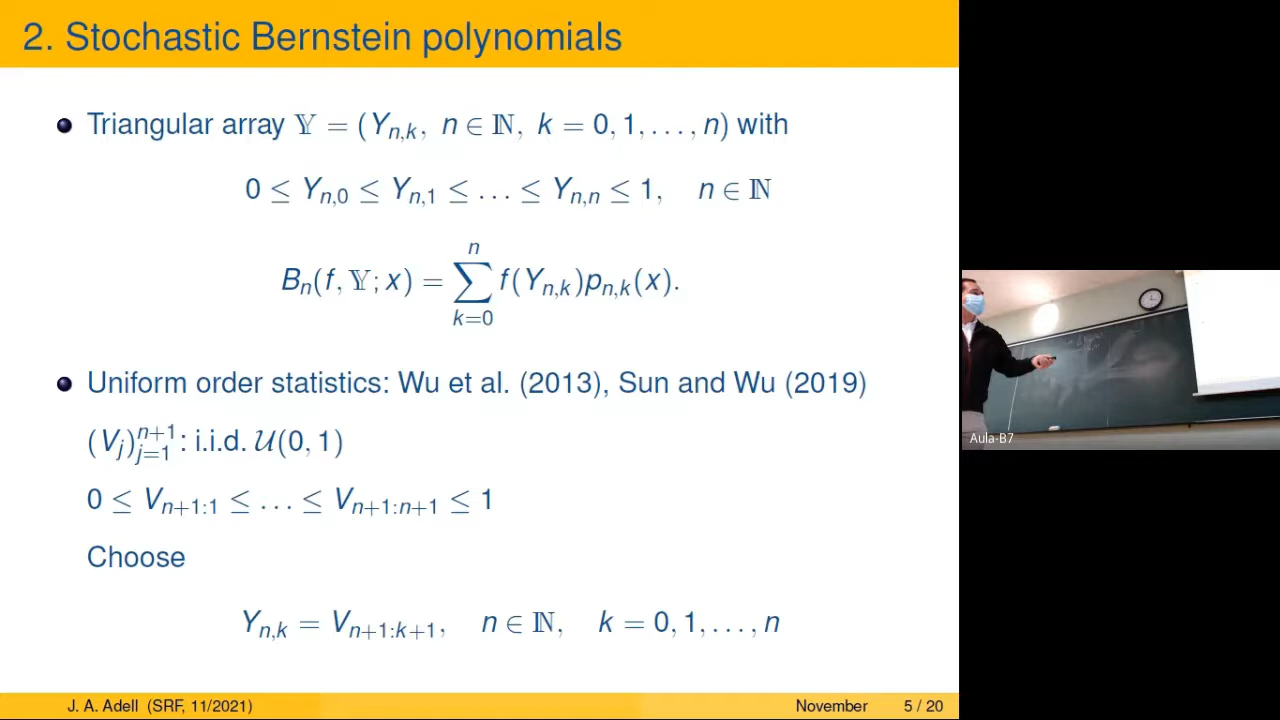 2. Stochastic Bernstein polynomials
Triangular array 𝕐 = (Y_{n,k}, n ∈ ℕ, k = 0, 1, . . . , n) with
0 ≤ Y_{n,0} ≤ Y_{n,1} ≤ . . . ≤ Y_{n,n} ≤ 1, n ∈ ℕ
B_n(f, 𝕐; x) = ∑_{k=0}^{n} f(Y_{n,k})p_{n,k}(x).
Uniform order statistics: Wu et al. (2013), Sun and Wu (2019)
(V_j)_{j=1}^{n+1}: i.i.d. 𝒰(0, 1)
0 ≤ V_{n+1:1} ≤ . . . ≤ V_{n+1:n+1} ≤ 1
Choose
Y_{n,k} = V_{n+1:k+1}, n ∈ ℕ, k = 0, 1, . . . , n
J. A. Adell (SRF, 11/2021) November 5 / 20
Aula-B7